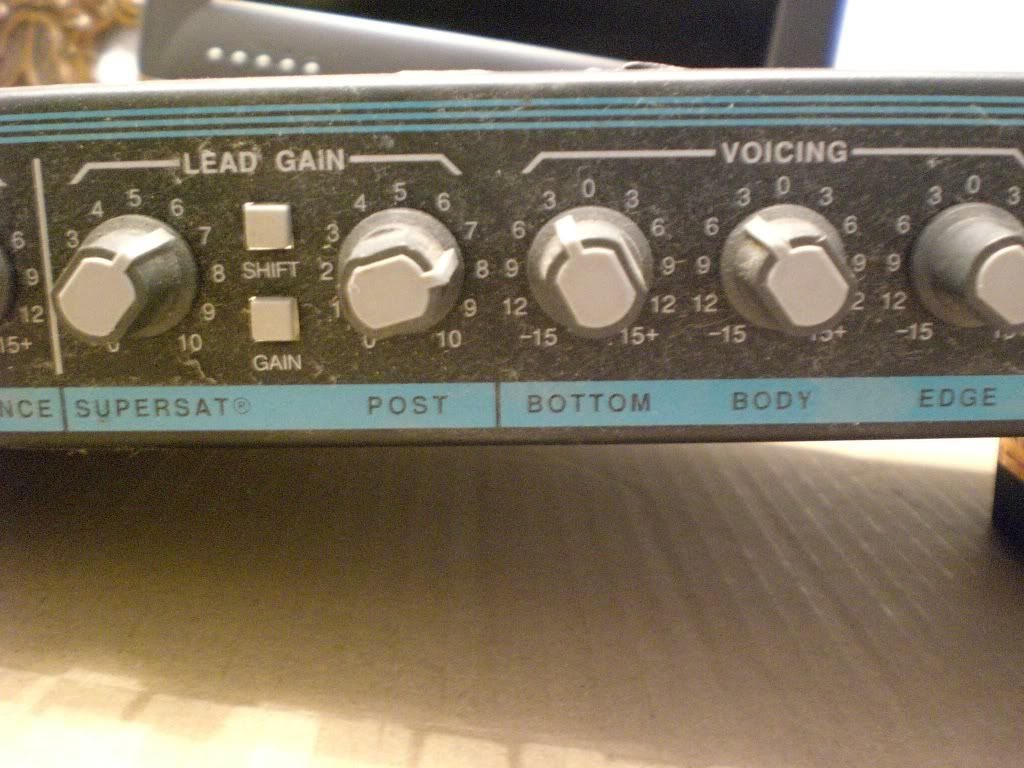 LEAD GAIN
VOICING
6 9 12 15+
3 4 5 6 7 8 9 10
SHIFT
GAIN
1 2 3 4 5 6 7 8 9 10
-15 12 9 6 3 0 3 6 9 12 15+
-15 12 9 6 3 0 3 6 9 2 15+
-15 12 9 6 3 0 3
NCE
SUPERSAT®
POST
BOTTOM
BODY
EDGE